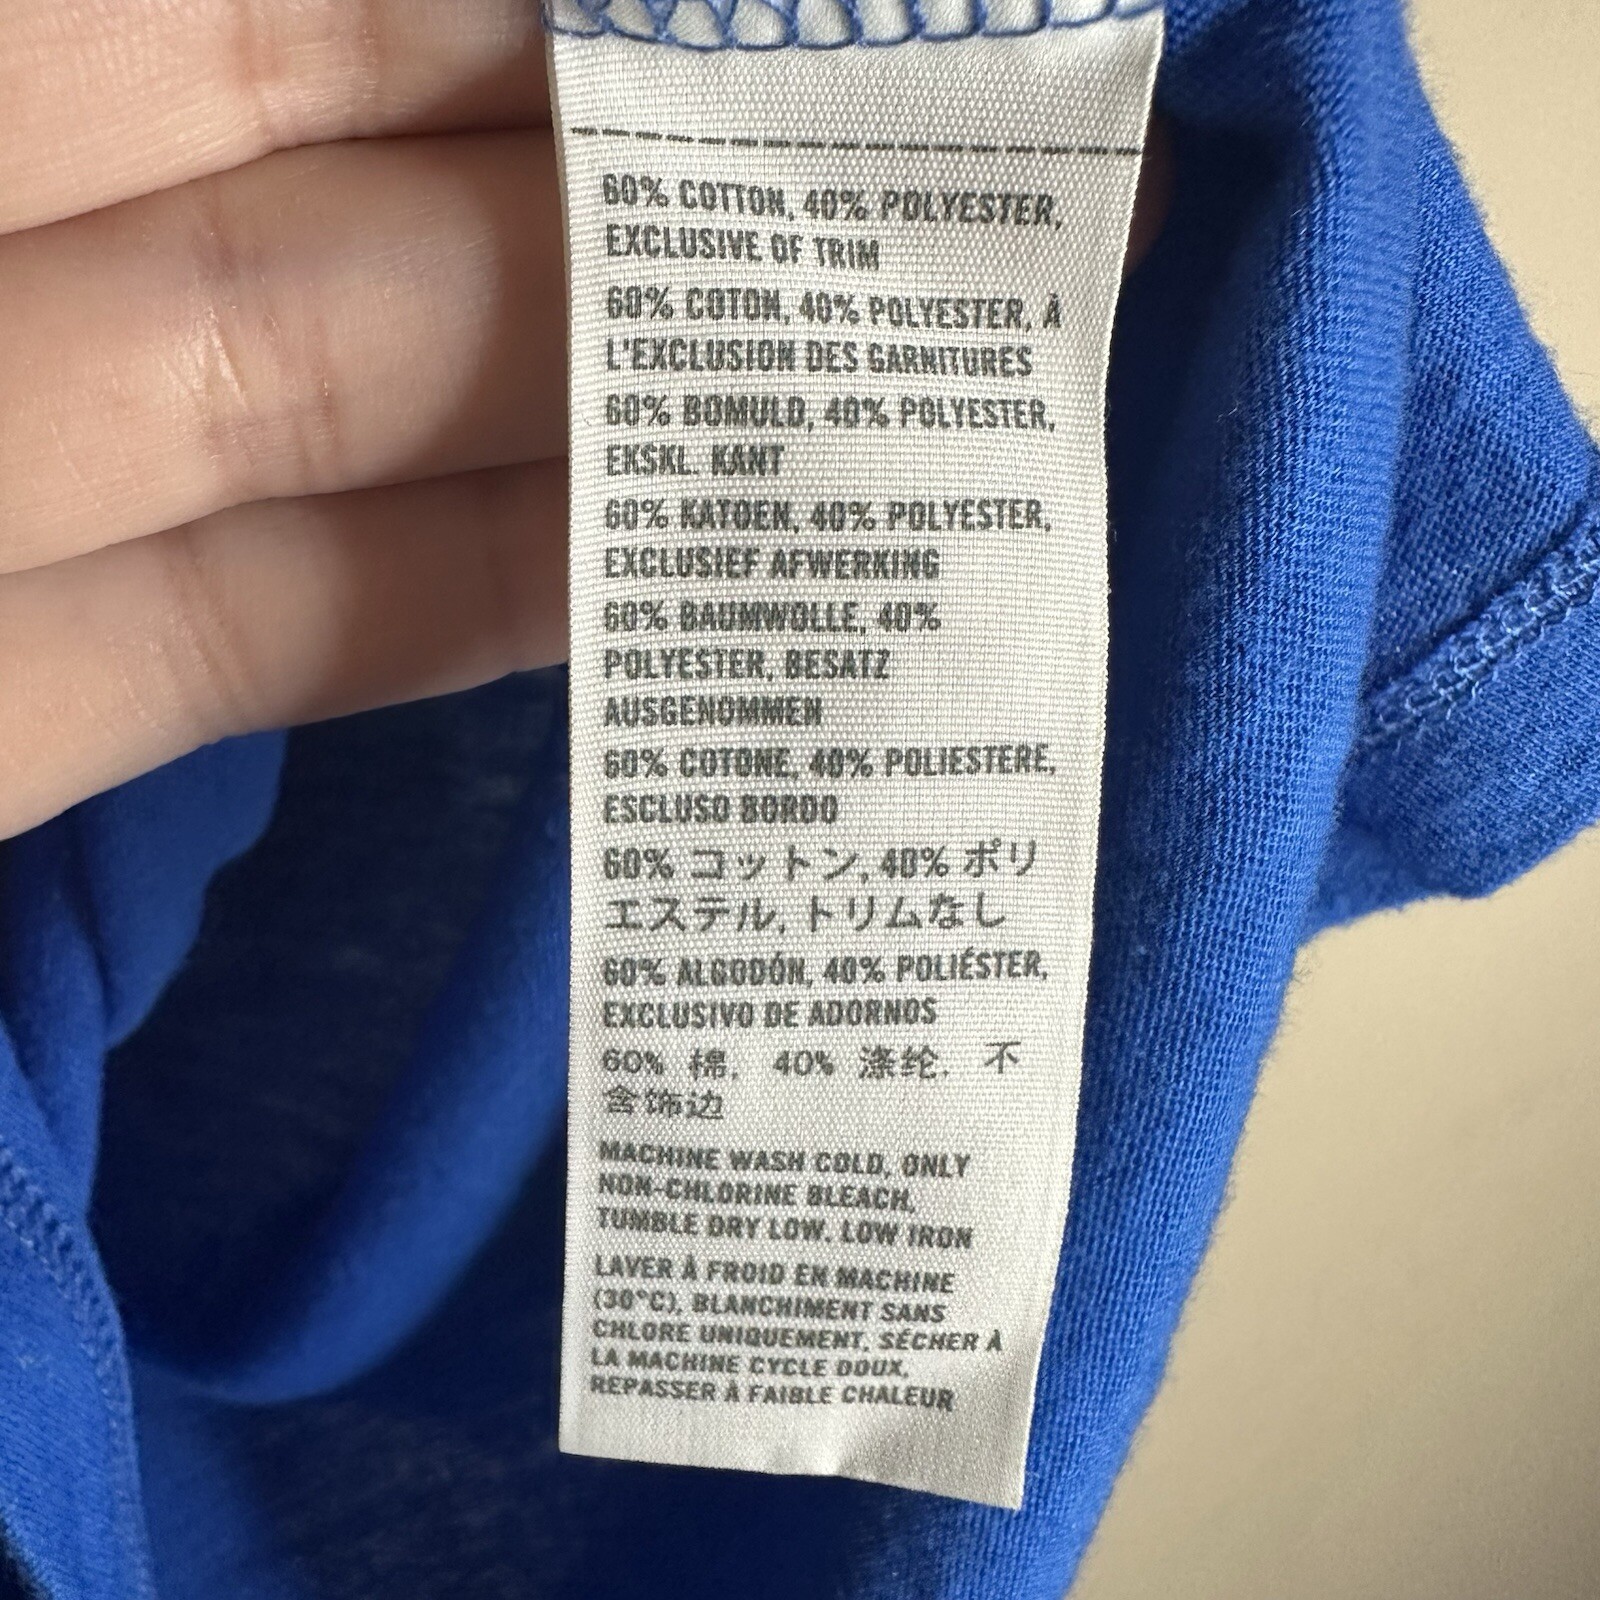 60% COTTON, 40% POLYESTER,
EXCLUSIVE OF TRIM
60% COTON, 40% POLYESTER, À
L'EXCLUSION DES GARNITURES
60% BOMULD, 40% POLYESTER,
EKSKL. KANT
60% KATOEN, 40% POLYESTER,
EXCLUSIEF AFWERKING
60% BAUMWOLLE, 40%
POLYESTER, BESATZ
AUSGENOMMEN
60% COTONE, 40% POLIESTERE,
ESCLUSO BORDO
60% コットン, 40% ポリ
エステル, トリムなし
60% ALGODÓN, 40% POLIÉSTER,
EXCLUSIVO DE ADORNOS
60% 棉, 40% 涤纶, 不
含饰边
MACHINE WASH COLD, ONLY
NON-CHLORINE BLEACH,
TUMBLE DRY LOW. LOW IRON
LAVER À FROID EN MACHINE
(30°C), BLANCHIMENT SANS
CHLORE UNIQUEMENT, SÉCHER À
LA MACHINE CYCLE DOUX,
REPASSER À FAIBLE CHALEUR